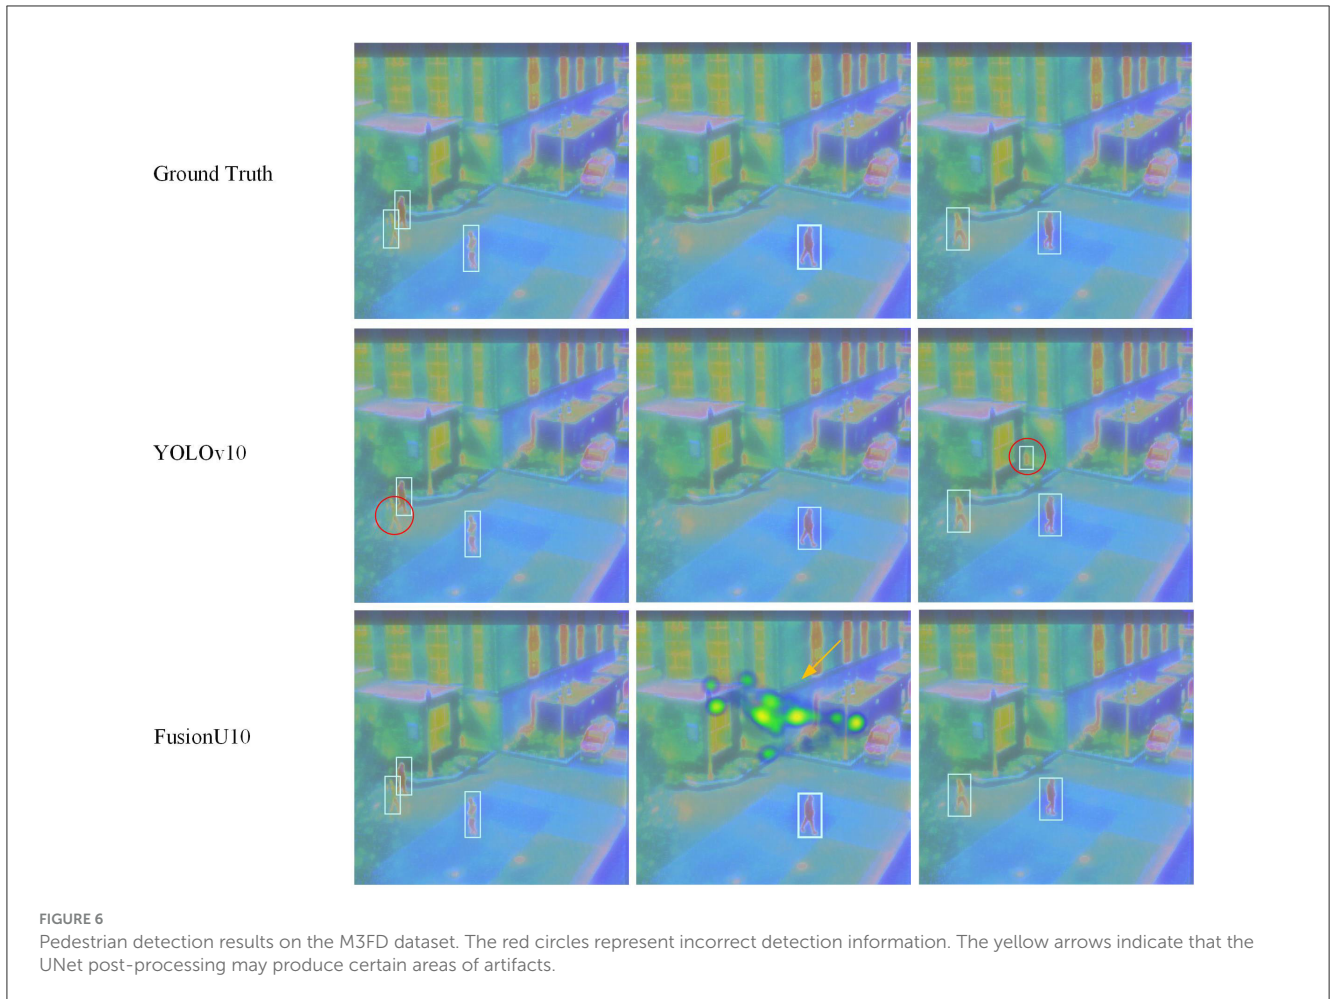 Ground Truth
YOLOv10
FusionU10
FIGURE 6
Pedestrian detection results on the M3FD dataset. The red circles represent incorrect detection information. The yellow arrows indicate that the
UNet post-processing may produce certain areas of artifacts.